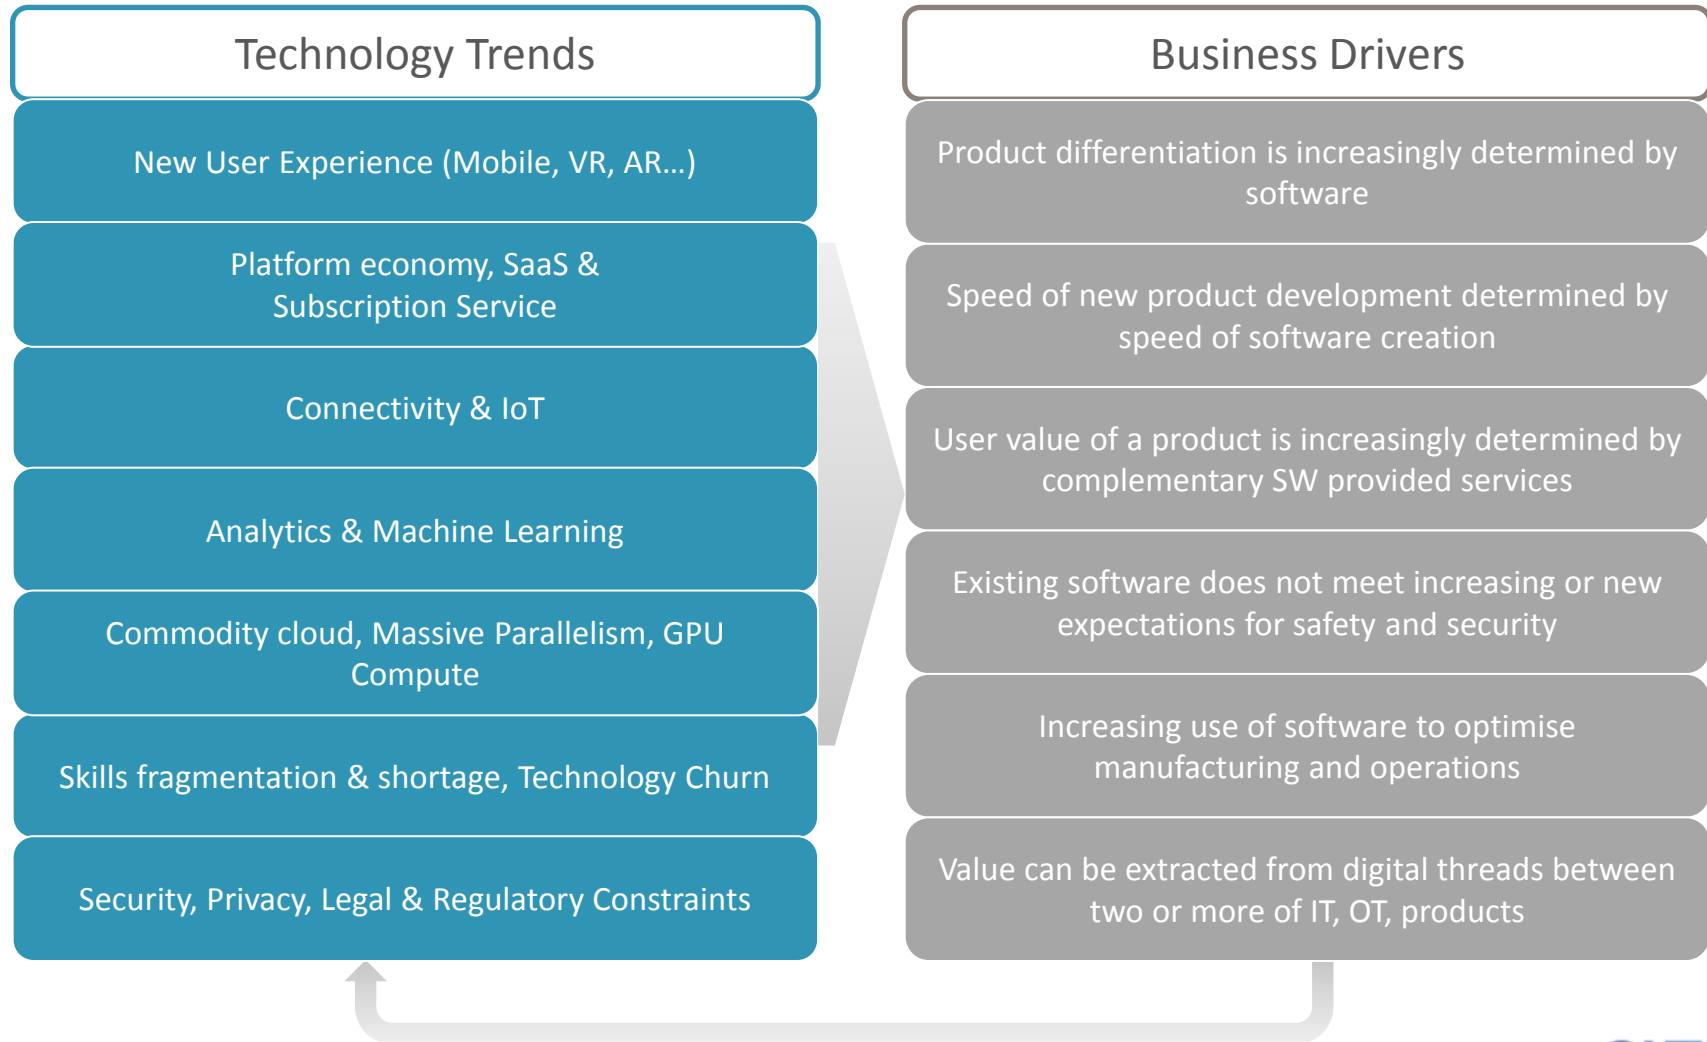 Technology Trends
New User Experience (Mobile, VR, AR...)
Platform economy, SaaS &
Subscription Service
Connectivity & IoT
Analytics & Machine Learning
Commodity cloud, Massive Parallelism, GPU
Compute
Skills fragmentation & shortage, Technology Churn
Security, Privacy, Legal & Regulatory Constraints
Business Drivers
Product differentiation is increasingly determined by
software
Speed of new product development determined by
speed of software creation
User value of a product is increasingly determined by
complementary SW provided services
Existing software does not meet increasing or new
expectations for safety and security
Increasing use of software to optimise
manufacturing and operations
Value can be extracted from digital threads between
two or more of IT, OT, products